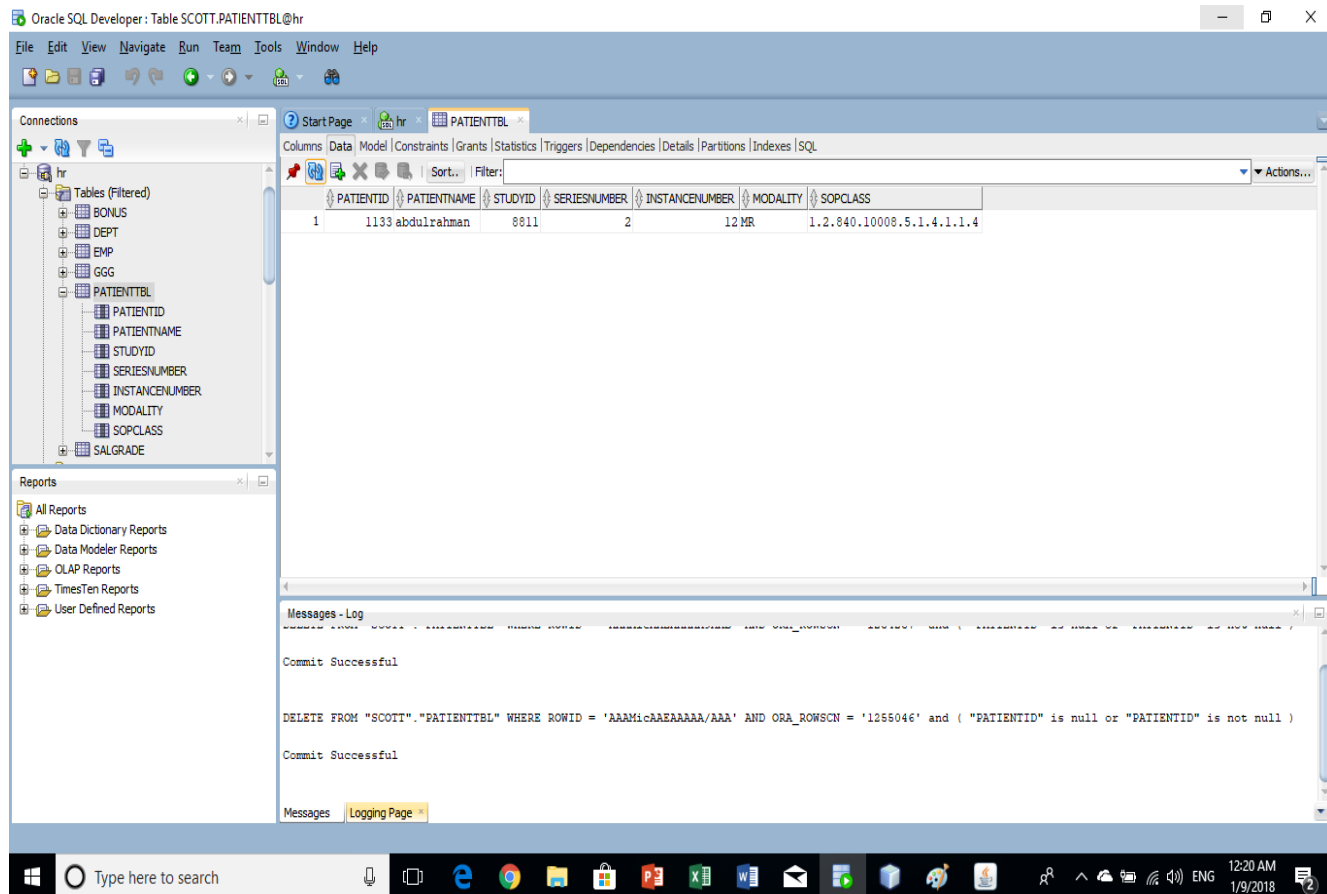 Oracle SQL Developer : Table SCOTT.PATIENTTBL@hr
File Edit View Navigate Run Team Tools Window Help
Connections
hr
Tables (Filtered)
BONUS
DEPT
EMP
GGG
PATIENTTBL
PATIENTID
PATIENTNAME
STUDYID
SERIESNUMBER
INSTANCENUMBER
MODALITY
SOPCLASS
SALGRADE
Reports
All Reports
Data Dictionary Reports
Data Modeler Reports
OLAP Reports
TimesTen Reports
User Defined Reports
Start Page hr PATIENTTBL
Columns Data Model Constraints Grants Statistics Triggers Dependencies Details Partitions Indexes SQL
Sort.. Filter: Actions...
PATIENTID PATIENTNAME STUDYID SERIESNUMBER INSTANCENUMBER MODALITY SOPCLASS
1 1133 abdulrahman 8811 2 12 MR 1.2.840.10008.5.1.4.1.1.4
Messages - Log
Commit Successful
DELETE FROM "SCOTT"."PATIENTTBL" WHERE ROWID = 'AAAMicAAEAAAAA/AAA' AND ORA_ROWSCN = '1255046' and ( "PATIENTID" is null or "PATIENTID" is not null )
Commit Successful
Messages Logging Page
Type here to search
ENG
12:20 AM
1/9/2018
2